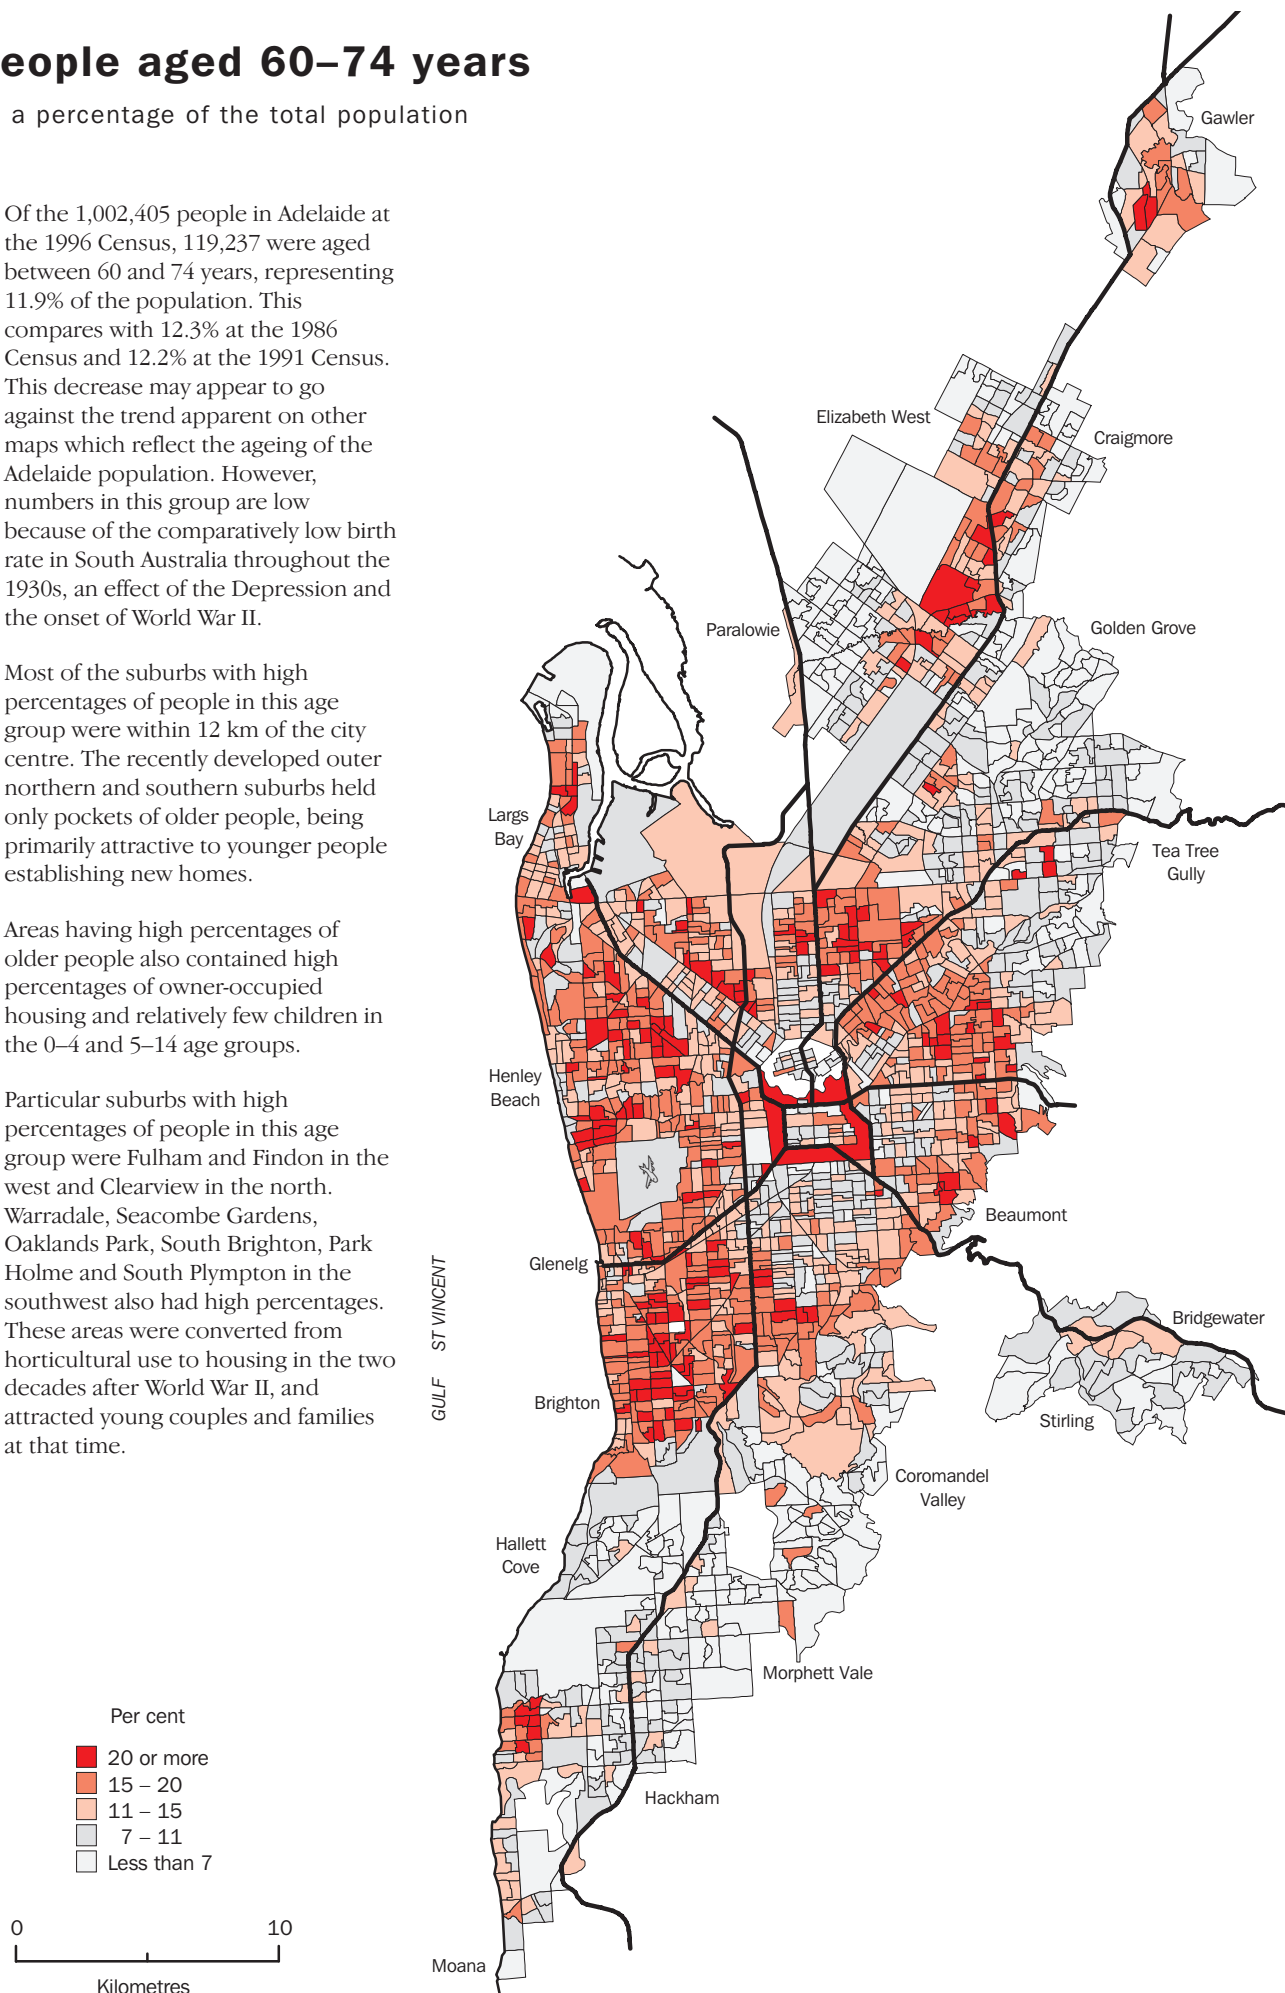 eople aged 60–74 years
a percentage of the total population
Of the 1,002,405 people in Adelaide at
the 1996 Census, 119,237 were aged
between 60 and 74 years, representing
11.9% of the population. This
compares with 12.3% at the 1986
Census and 12.2% at the 1991 Census.
This decrease may appear to go
against the trend apparent on other
maps which reflect the ageing of the
Adelaide population. However,
numbers in this group are low
because of the comparatively low birth
rate in South Australia throughout the
1930s, an effect of the Depression and
the onset of World War II.
Most of the suburbs with high
percentages of people in this age
group were within 12 km of the city
centre. The recently developed outer
northern and southern suburbs held
only pockets of older people, being
primarily attractive to younger people
establishing new homes.
Areas having high percentages of
older people also contained high
percentages of owner-occupied
housing and relatively few children in
the 0–4 and 5–14 age groups.
Particular suburbs with high
percentages of people in this age
group were Fulham and Findon in the
west and Clearview in the north.
Warradale, Seacombe Gardens,
Oaklands Park, South Brighton, Park
Holme and South Plympton in the
southwest also had high percentages.
These areas were converted from
horticultural use to housing in the two
decades after World War II, and
attracted young couples and families
at that time.
Gawler
Elizabeth West
Craigmore
Paralowie
Golden Grove
Largs
Bay
Tea Tree
Gully
Henley
Beach
Beaumont
Glenelg
GULF ST VINCENT
Bridgewater
Brighton
Stirling
Coromandel
Valley
Hallett
Cove
Morphett Vale
Hackham
Moana
Per cent
20 or more
15 – 20
11 – 15
7 – 11
Less than 7
0 10
Kilometres